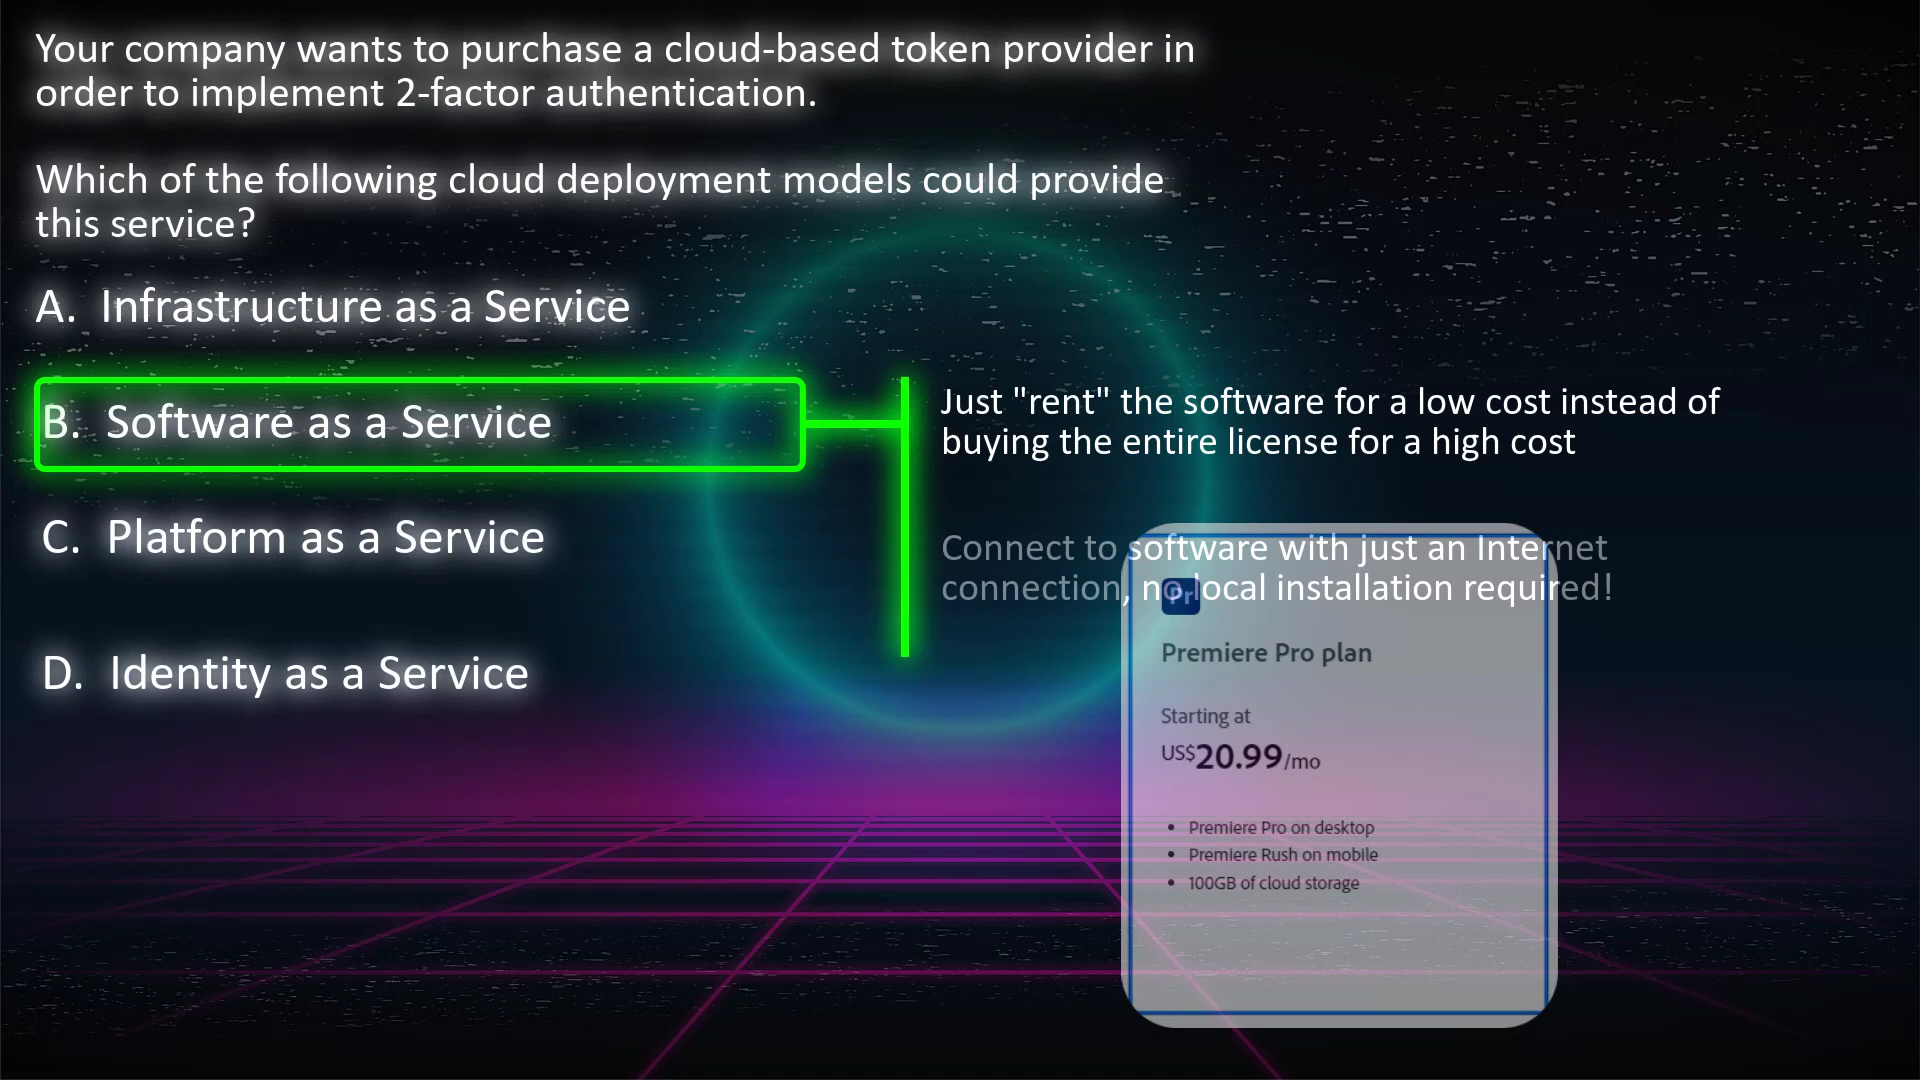 Your company wants to purchase a cloud-based token provider in
order to implement 2-factor authentication.
Which of the following cloud deployment models could provide
this service?
A. Infrastructure as a Service
B. Software as a Service
C. Platform as a Service
D. Identity as a Service
Just "rent" the software for a low cost instead of
buying the entire license for a high cost
Connect to software with just an Internet
connection, no local installation required!
Pr
Premiere Pro plan
Starting at
US$20.99/mo
• Premiere Pro on desktop
• Premiere Rush on mobile
• 100GB of cloud storage